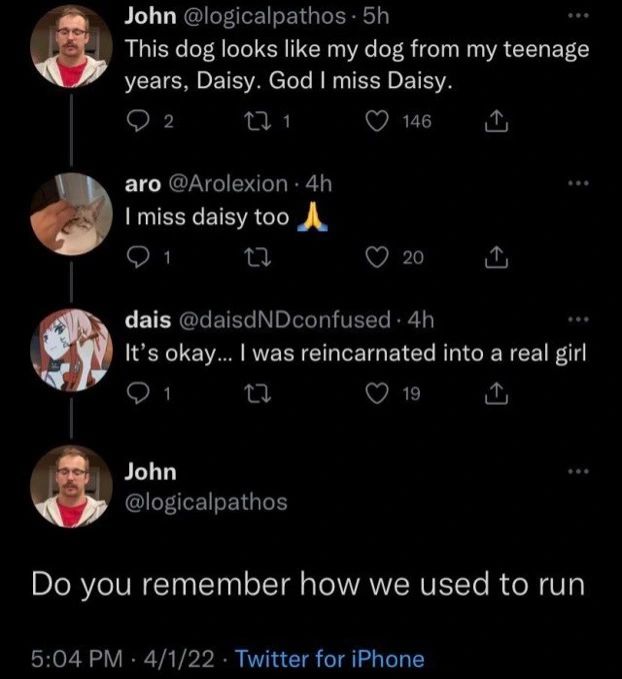 John @logicalpathos · 5h
This dog looks like my dog from my teenage
years, Daisy. God I miss Daisy.
2 1 146
aro @Arolexion · 4h
I miss daisy too 🙏
1 20
dais @daisdNDconfused · 4h
It's okay... I was reincarnated into a real girl
1 19
John
@logicalpathos
Do you remember how we used to run
5:04 PM · 4/1/22 · Twitter for iPhone